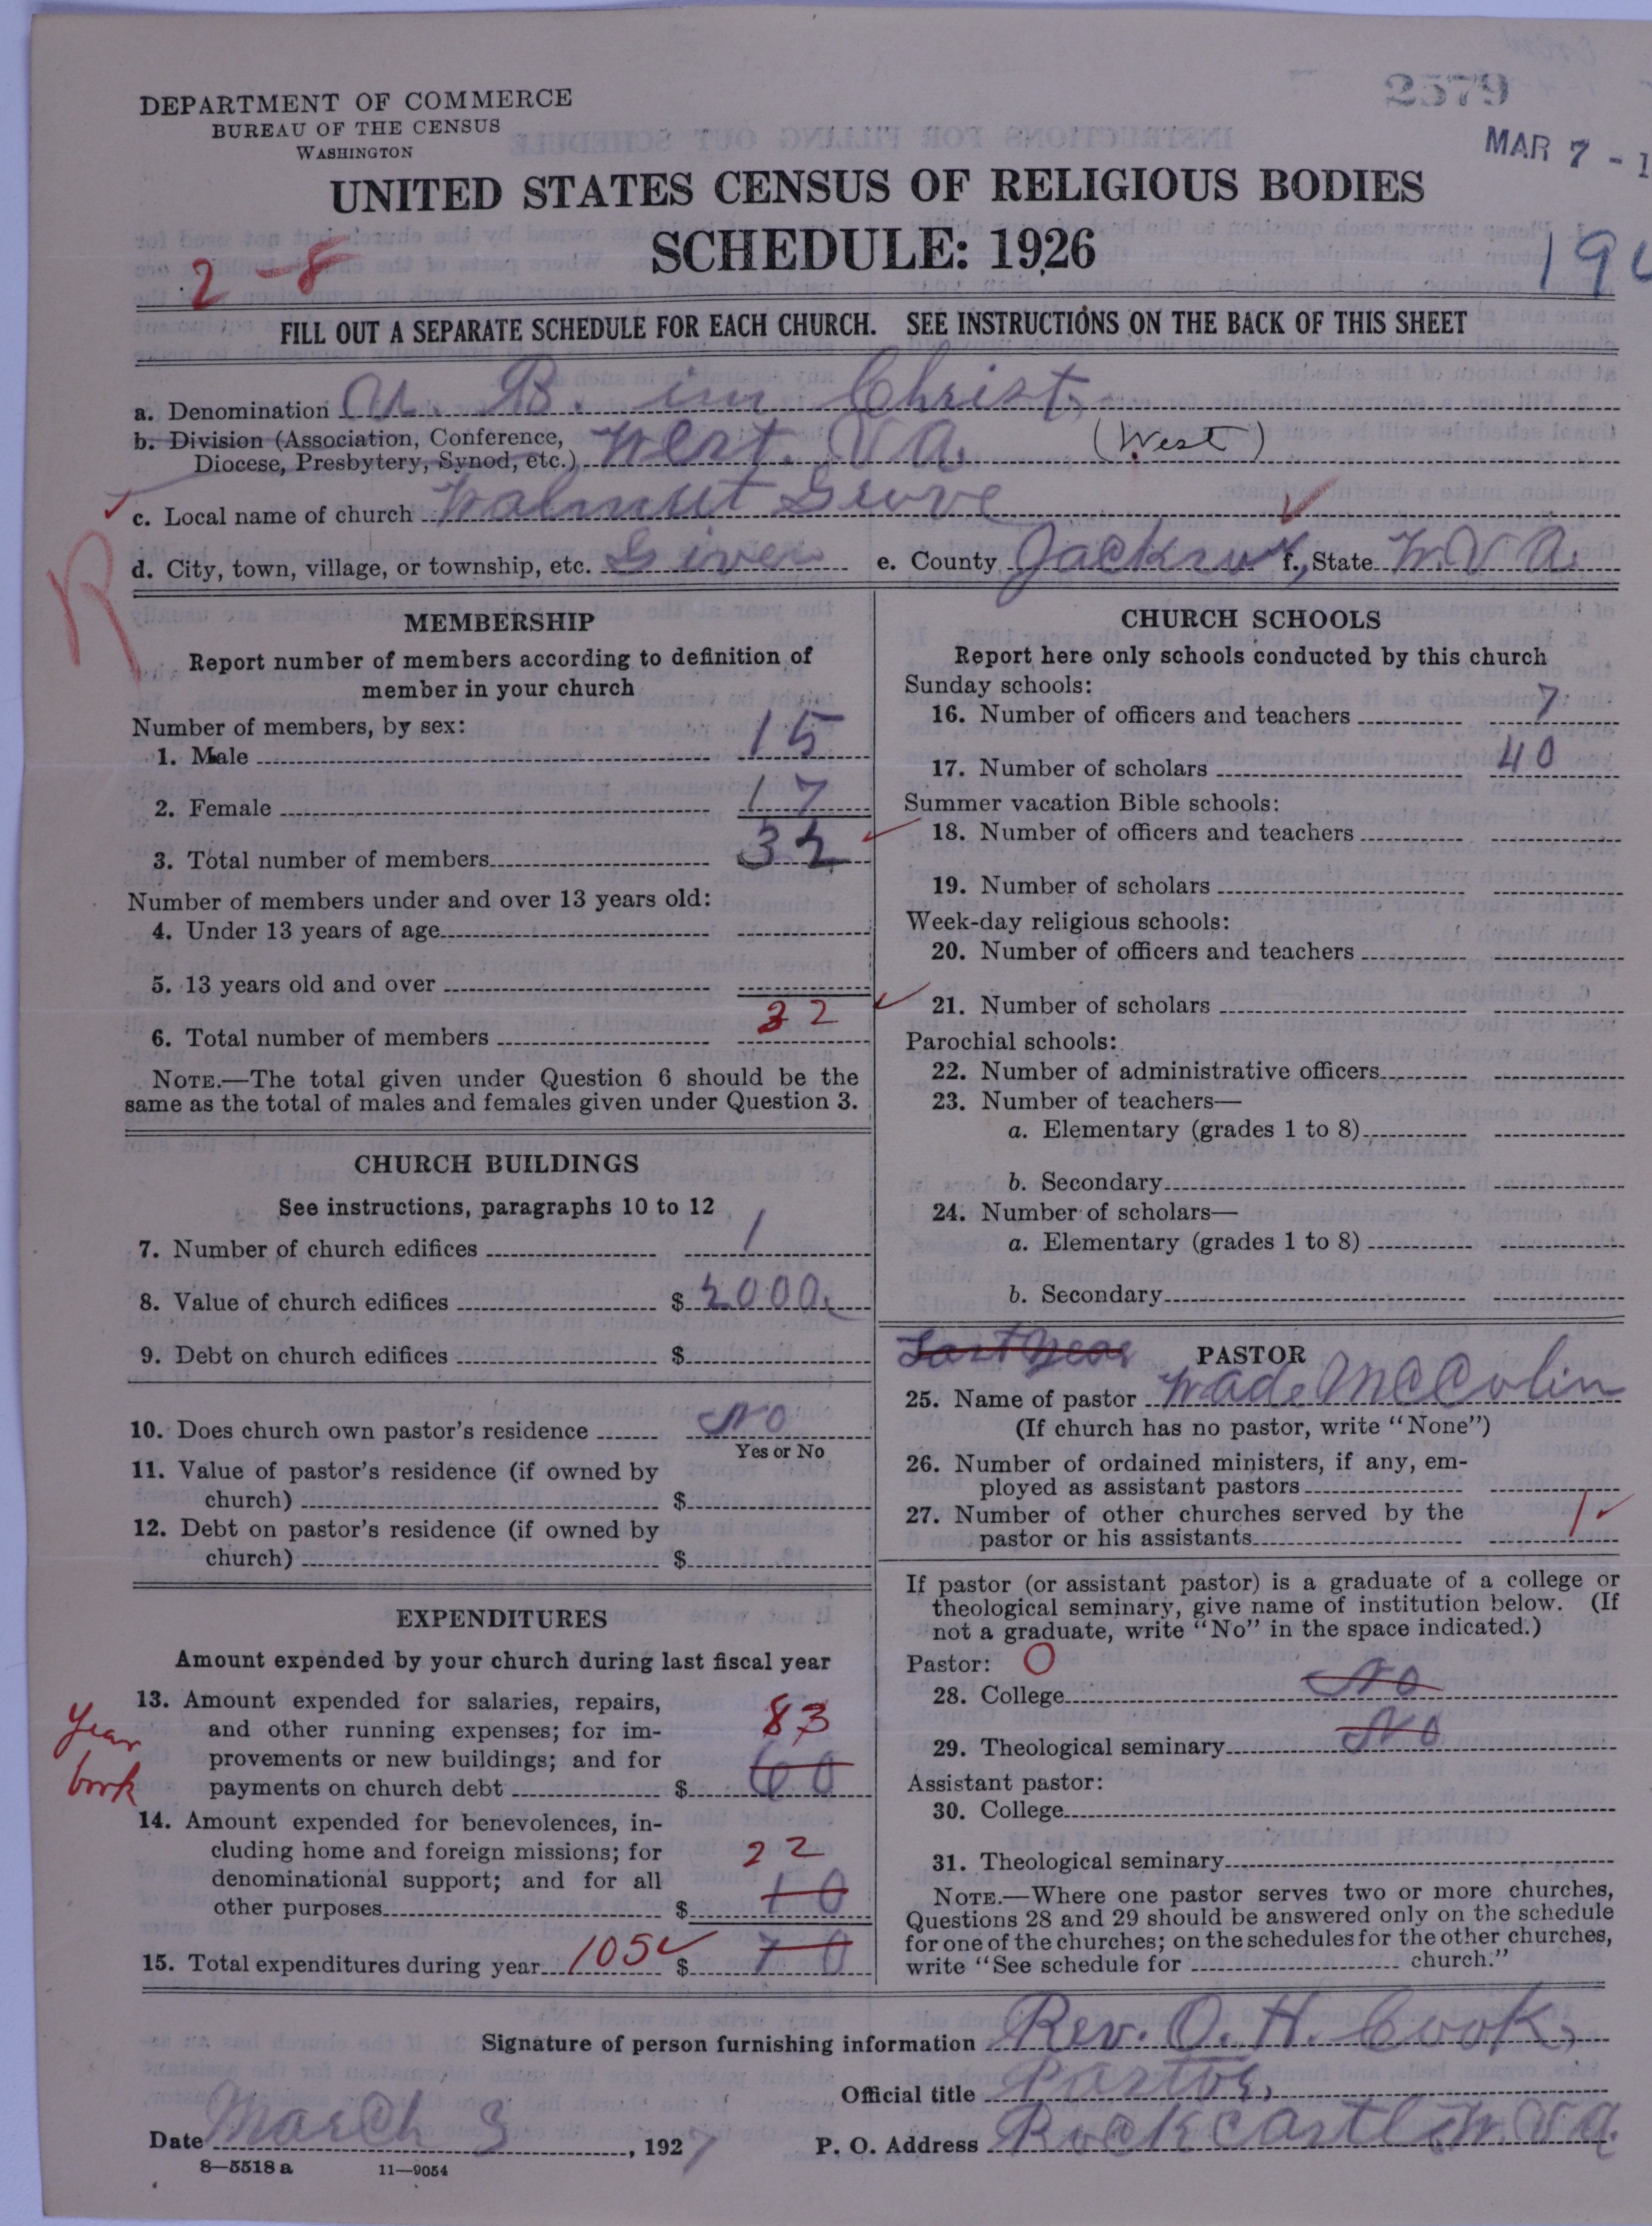 2579
MAR 7 - 1
DEPARTMENT OF COMMERCE
BUREAU OF THE CENSUS
WASHINGTON
UNITED STATES CENSUS OF RELIGIOUS BODIES
SCHEDULE: 1926
2-8
FILL OUT A SEPARATE SCHEDULE FOR EACH CHURCH. SEE INSTRUCTIONS ON THE BACK OF THIS SHEET
a. Denomination U. B. in Christ,
b. Division (Association, Conference, Diocese, Presbytery, Synod, etc.) West. VA. (West)
c. Local name of church Walnut Grove
d. City, town, village, or township, etc. Given e. County Jackson f. State W. VA.
R
MEMBERSHIP
Report number of members according to definition of
member in your church
Number of members, by sex:
1. Male 15
2. Female 17
3. Total number of members 32
Number of members under and over 13 years old:
4. Under 13 years of age
5. 13 years old and over
6. Total number of members 32
NOTE.—The total given under Question 6 should be the
same as the total of males and females given under Question 3.
CHURCH BUILDINGS
See instructions, paragraphs 10 to 12
7. Number of church edifices 1
8. Value of church edifices $ 2000.
9. Debt on church edifices $
10. Does church own pastor's residence No
Yes or No
11. Value of pastor's residence (if owned by
church) $
12. Debt on pastor's residence (if owned by
church) $
EXPENDITURES
Amount expended by your church during last fiscal year
Year book
13. Amount expended for salaries, repairs,
and other running expenses; for im- 83
provements or new buildings; and for
payments on church debt $ 60
14. Amount expended for benevolences, in-
cluding home and foreign missions; for 22
denominational support; and for all
other purposes $ 10
15. Total expenditures during year 105 $ 70
CHURCH SCHOOLS
Report here only schools conducted by this church
Sunday schools:
16. Number of officers and teachers 7
17. Number of scholars 40
Summer vacation Bible schools:
18. Number of officers and teachers
19. Number of scholars
Week-day religious schools:
20. Number of officers and teachers
21. Number of scholars
Parochial schools:
22. Number of administrative officers
23. Number of teachers—
a. Elementary (grades 1 to 8)
b. Secondary
24. Number of scholars—
a. Elementary (grades 1 to 8)
b. Secondary
Last Year PASTOR
25. Name of pastor Wade McColin
(If church has no pastor, write "None")
26. Number of ordained ministers, if any, em-
ployed as assistant pastors
27. Number of other churches served by the
pastor or his assistants 1
If pastor (or assistant pastor) is a graduate of a college or
theological seminary, give name of institution below. (If
not a graduate, write "No" in the space indicated.)
Pastor: O
28. College No
29. Theological seminary No
Assistant pastor:
30. College
31. Theological seminary
NOTE.—Where one pastor serves two or more churches,
Questions 28 and 29 should be answered only on the schedule
for one of the churches; on the schedules for the other churches,
write "See schedule for church."
Signature of person furnishing information Rev. O. H. Cook,
Official title Pastor,
Date March 3, 1927 P. O. Address Rock Castle W. Va.
8-5518 a 11-9054